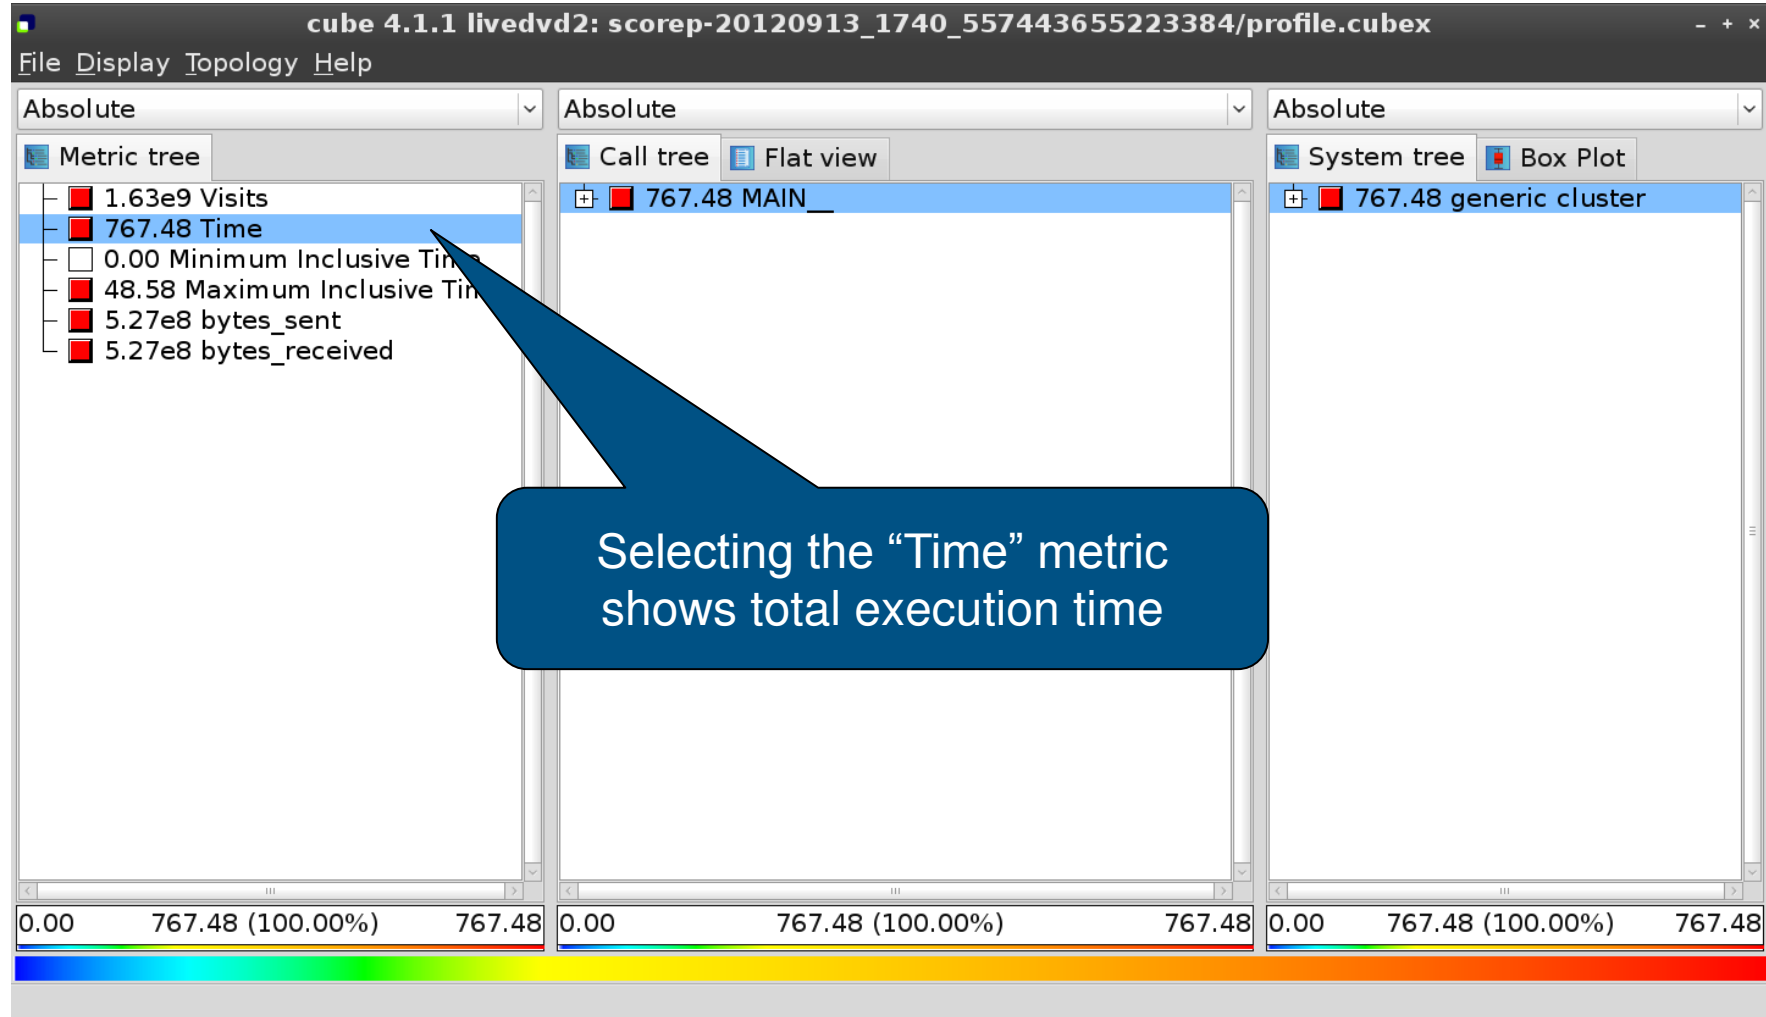 cube 4.1.1 livedvd2: scorep-20120913_1740_557443655223384/profile.cubex
File Display Topology Help
Absolute
Metric tree
1.63e9 Visits
767.48 Time
0.00 Minimum Inclusive Time
48.58 Maximum Inclusive Tim
5.27e8 bytes_sent
5.27e8 bytes_received
0.00 767.48 (100.00%) 767.48
Absolute
Call tree Flat view
767.48 MAIN__
Selecting the “Time” metric
shows total execution time
0.00 767.48 (100.00%) 767.48
Absolute
System tree Box Plot
767.48 generic cluster
0.00 767.48 (100.00%) 767.48